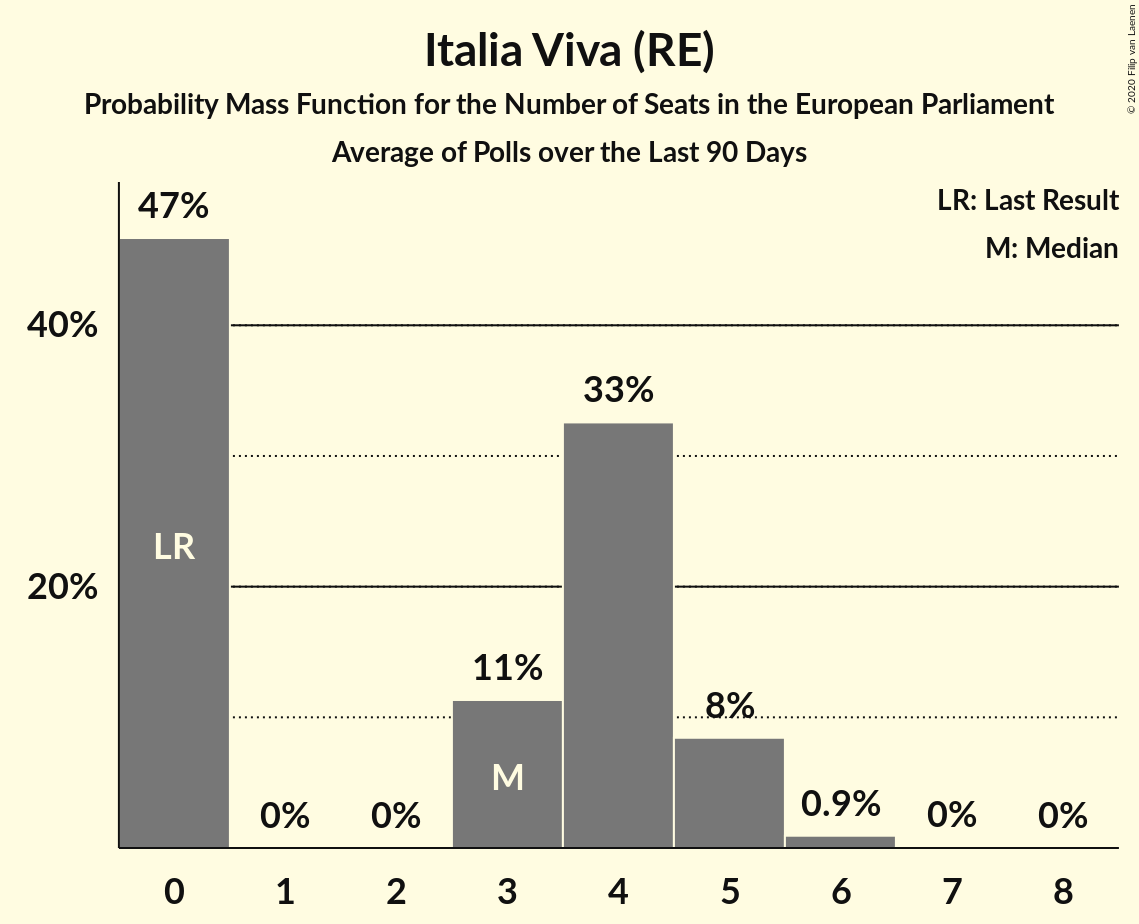 Italia Viva (RE)
Probability Mass Function for the Number of Seats in the European Parliament
Average of Polls over the Last 90 Days
© 2020 Filip van Laenen
LR: Last Result
M: Median
47%
40%
33%
LR
20%
11%
8%
M
0%
0%
0.9%
0%
0%
0 1 2 3 4 5 6 7 8